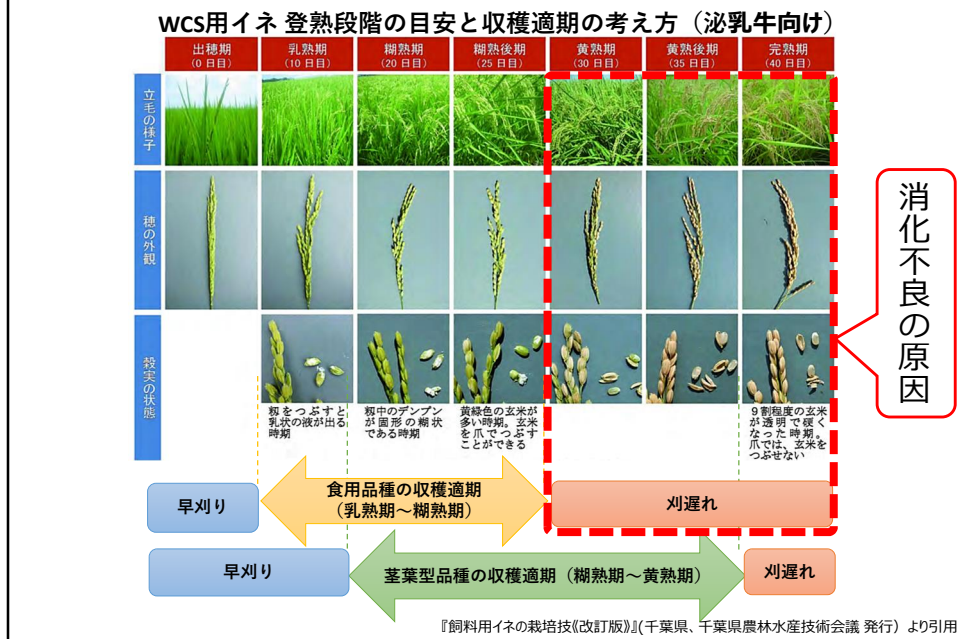 WCS用イネ 登熟段階の目安と収穫適期の考え方（泌乳牛向け）
出穂期
（0 日目）
乳熟期
（10 日目）
糊熟期
（20 日目）
糊熟後期
（25 日目）
黄熟期
（30 日目）
黄熟後期
（35 日目）
完熟期
（40 日目）
立毛の様子
穂の外観
穀実の状態
籾をつぶすと
乳状の液が出る
時期
籾中のデンプン
が固形の糊状
である時期
黄緑色の玄米が
多い時期。玄米
を爪でつぶす
ことができる
９割程度の玄米
が透明で硬く
なった時期。
爪では、玄米を
つぶせない
消化不良の原因
早刈り
食用品種の収穫適期
（乳熟期～糊熟期）
刈遅れ
早刈り
茎葉型品種の収穫適期（糊熟期～黄熟期）
刈遅れ
『飼料用イネの栽培技《改訂版》』(千葉県、千葉県農林水産技術会議 発行）より引用